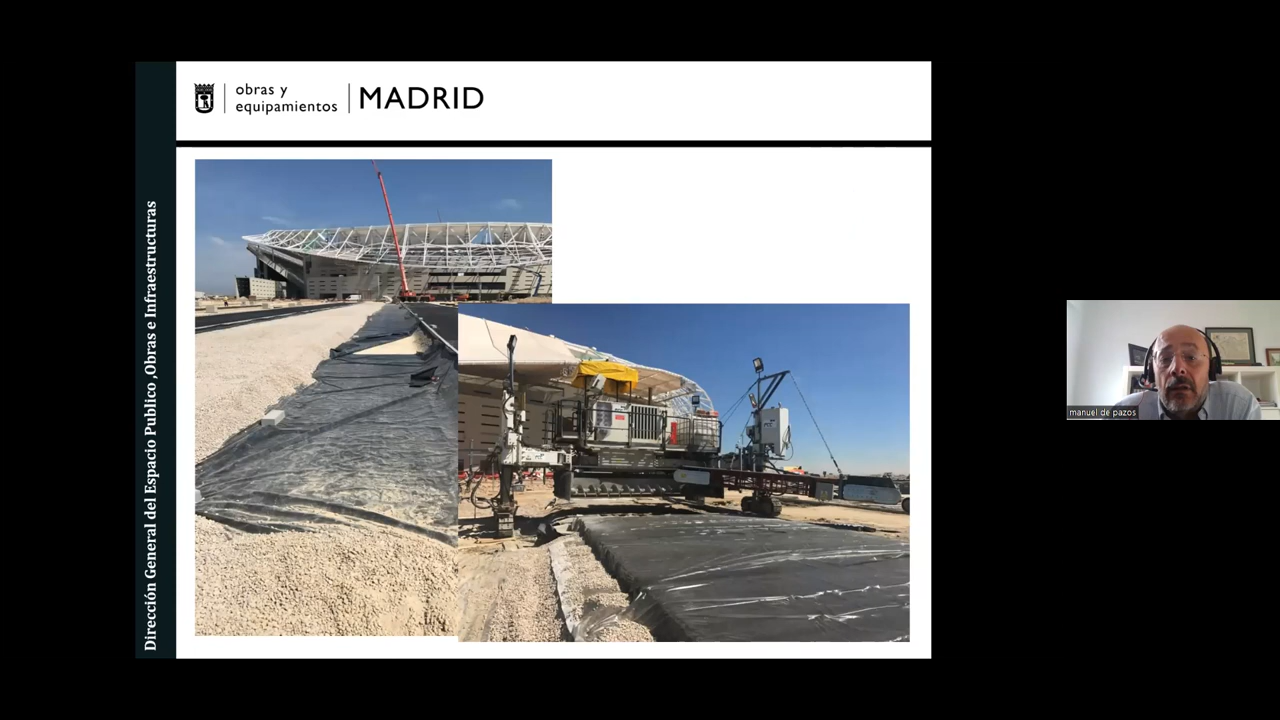 obras y
equipamientos
MADRID
Dirección General del Espacio Publico ,Obras e Infraestructuras
manuel de pazos